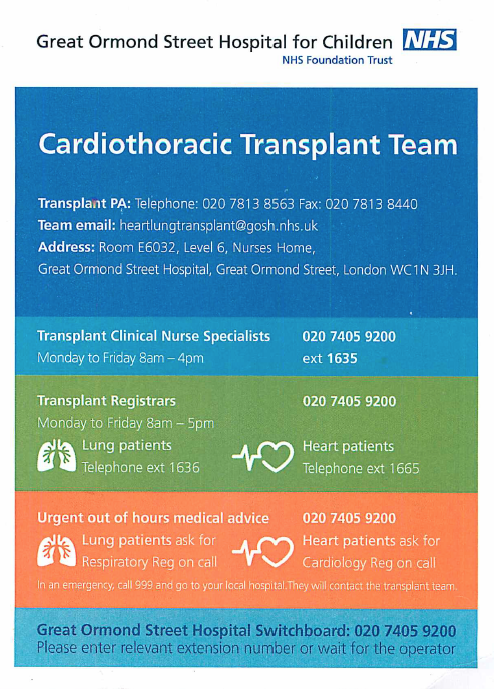 Great Ormond Street Hospital for Children NHS
NHS Foundation Trust
Cardiothoracic Transplant Team
Transplant PA: Telephone: 020 7813 8563 Fax: 020 7813 8440
Team email: heartlungtransplant@gosh.nhs.uk
Address: Room E6032, Level 6, Nurses Home,
Great Ormond Street Hospital, Great Ormond Street, London WC1N 3JH.
Transplant Clinical Nurse Specialists 020 7405 9200
Monday to Friday 8am – 4pm ext 1635
Transplant Registrars 020 7405 9200
Monday to Friday 8am – 5pm
Lung patients Heart patients
Telephone ext 1636 Telephone ext 1665
Urgent out of hours medical advice 020 7405 9200
Lung patients ask for Heart patients ask for
Respiratory Reg on call Cardiology Reg on call
In an emergency, call 999 and go to your local hospital.They will contact the transplant team.
Great Ormond Street Hospital Switchboard: 020 7405 9200
Please enter relevant extension number or wait for the operator